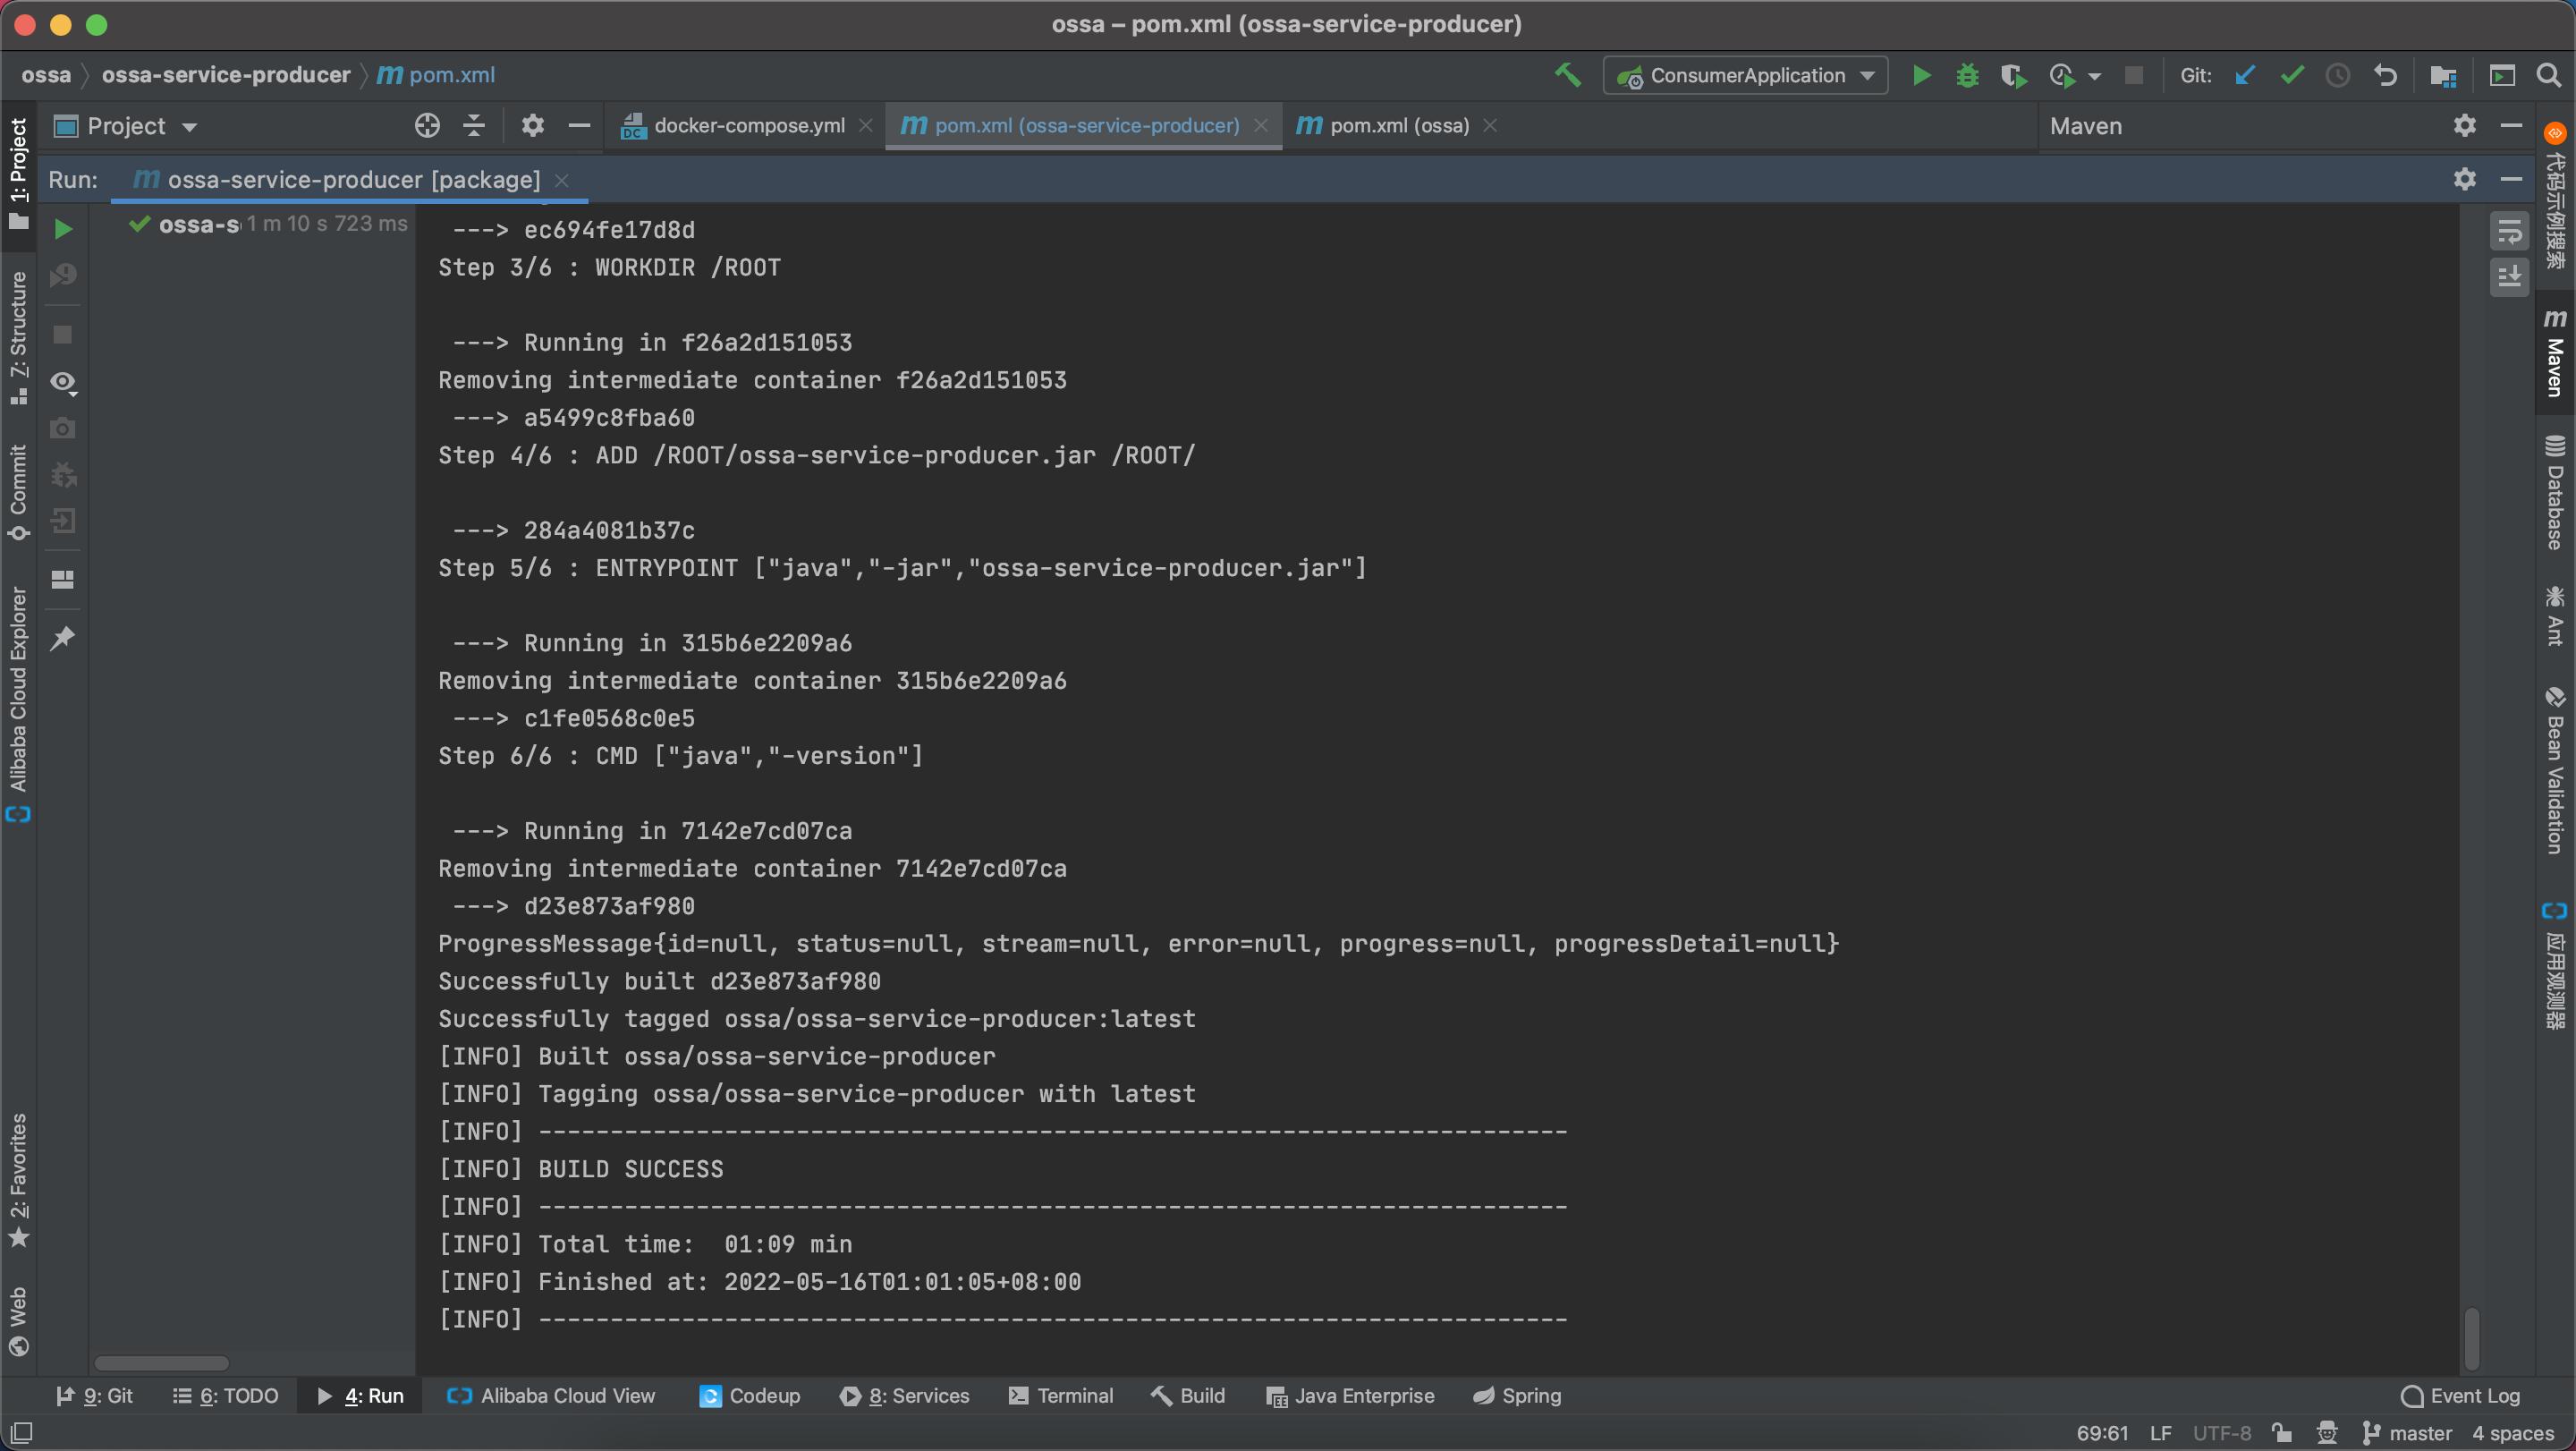 ossa – pom.xml (ossa-service-producer)
ossa ossa-service-producer pom.xml
ConsumerApplication
Git:
Project
docker-compose.yml
pom.xml (ossa-service-producer)
pom.xml (ossa)
Maven
Run: ossa-service-producer [package]
ossa-s 1 m 10 s 723 ms
---> ec694fe17d8d
Step 3/6 : WORKDIR /ROOT
---> Running in f26a2d151053
Removing intermediate container f26a2d151053
---> a5499c8fba60
Step 4/6 : ADD /ROOT/ossa-service-producer.jar /ROOT/
---> 284a4081b37c
Step 5/6 : ENTRYPOINT ["java","-jar","ossa-service-producer.jar"]
---> Running in 315b6e2209a6
Removing intermediate container 315b6e2209a6
---> c1fe0568c0e5
Step 6/6 : CMD ["java","-version"]
---> Running in 7142e7cd07ca
Removing intermediate container 7142e7cd07ca
---> d23e873af980
ProgressMessage{id=null, status=null, stream=null, error=null, progress=null, progressDetail=null}
Successfully built d23e873af980
Successfully tagged ossa/ossa-service-producer:latest
[INFO] Built ossa/ossa-service-producer
[INFO] Tagging ossa/ossa-service-producer with latest
[INFO] ------------------------------------------------------------------------
[INFO] BUILD SUCCESS
[INFO] ------------------------------------------------------------------------
[INFO] Total time:  01:09 min
[INFO] Finished at: 2022-05-16T01:01:05+08:00
[INFO] ------------------------------------------------------------------------
1: Project
7: Structure
Commit
Alibaba Cloud Explorer
2: Favorites
Web
代码示例搜索
Maven
Database
Ant
Bean Validation
应用观测器
9: Git
6: TODO
4: Run
Alibaba Cloud View
Codeup
8: Services
Terminal
Build
Java Enterprise
Spring
Event Log
69:61 LF UTF-8 master 4 spaces